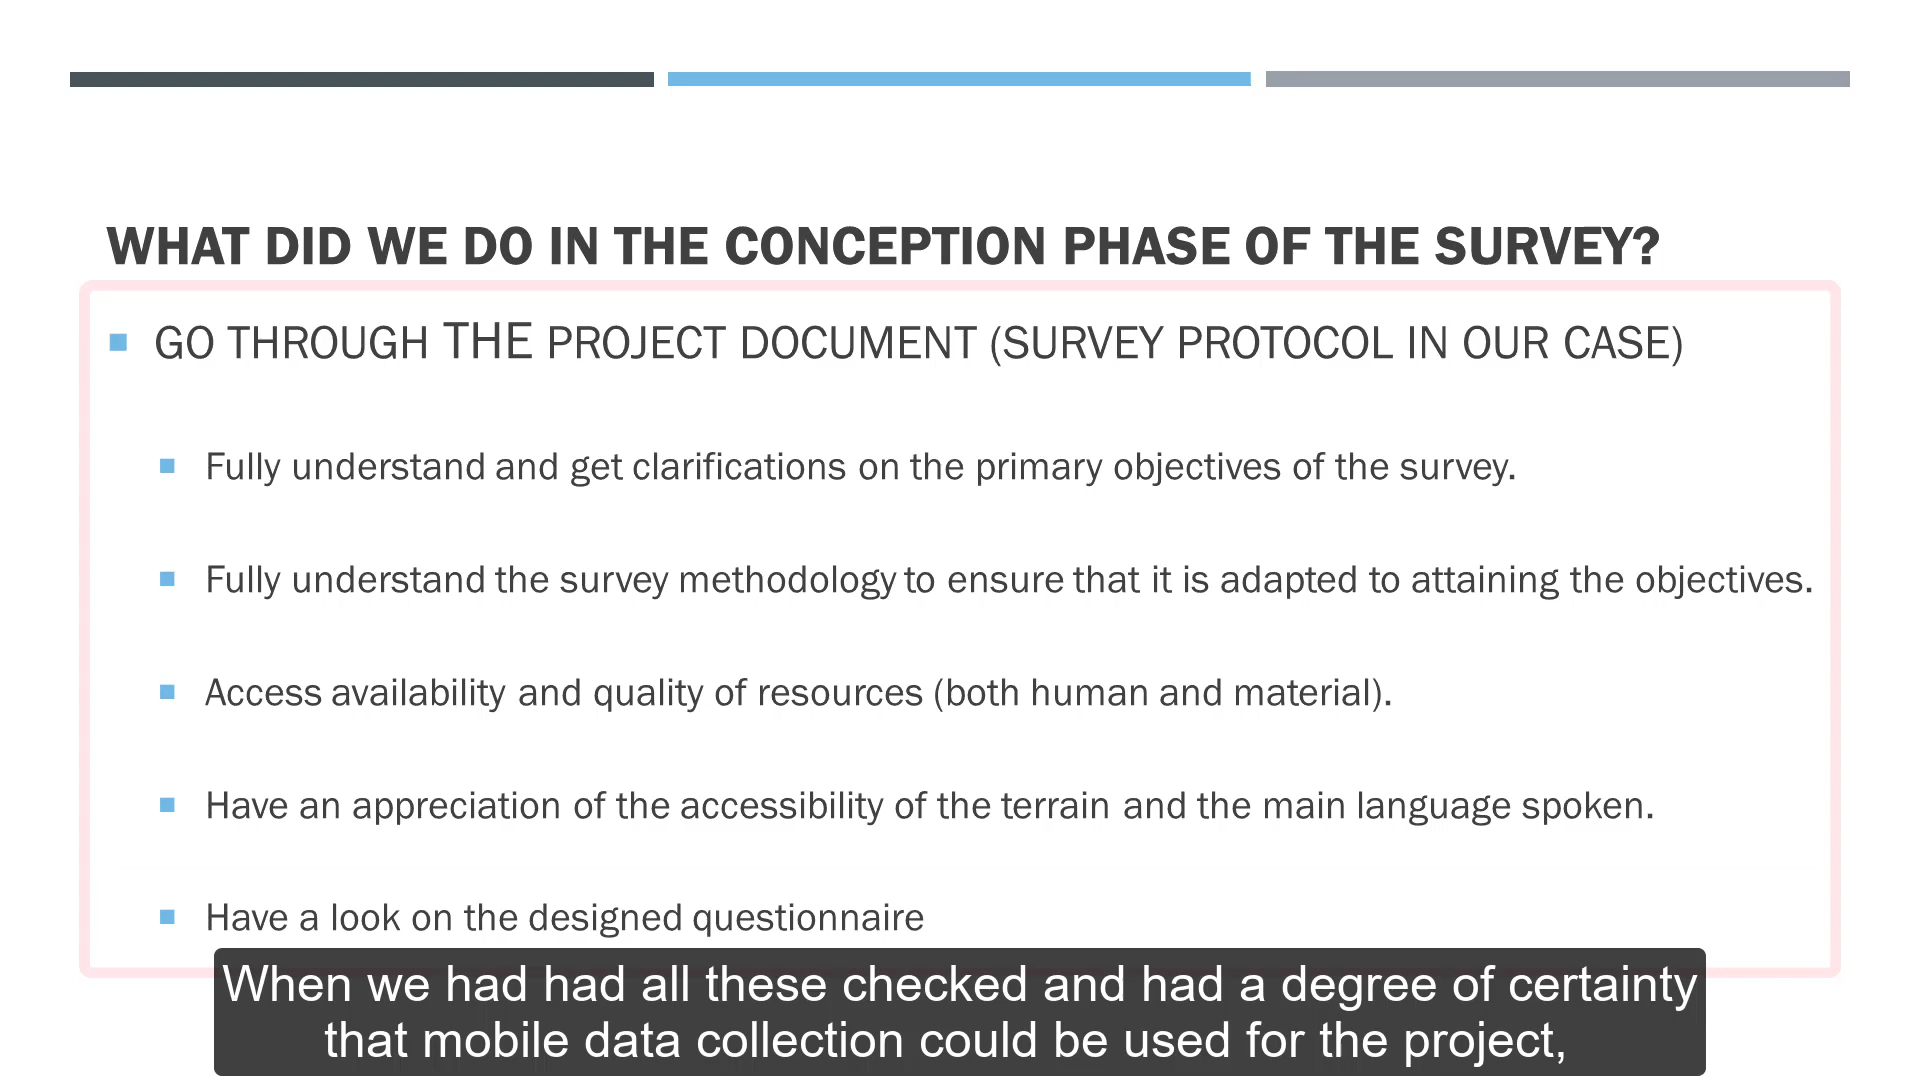 WHAT DID WE DO IN THE CONCEPTION PHASE OF THE SURVEY?
GO THROUGH THE PROJECT DOCUMENT (SURVEY PROTOCOL IN OUR CASE)
Fully understand and get clarifications on the primary objectives of the survey.
Fully understand the survey methodology to ensure that it is adapted to attaining the objectives.
Access availability and quality of resources (both human and material).
Have an appreciation of the accessibility of the terrain and the main language spoken.
Have a look on the designed questionnaire
When we had had all these checked and had a degree of certainty
that mobile data collection could be used for the project,